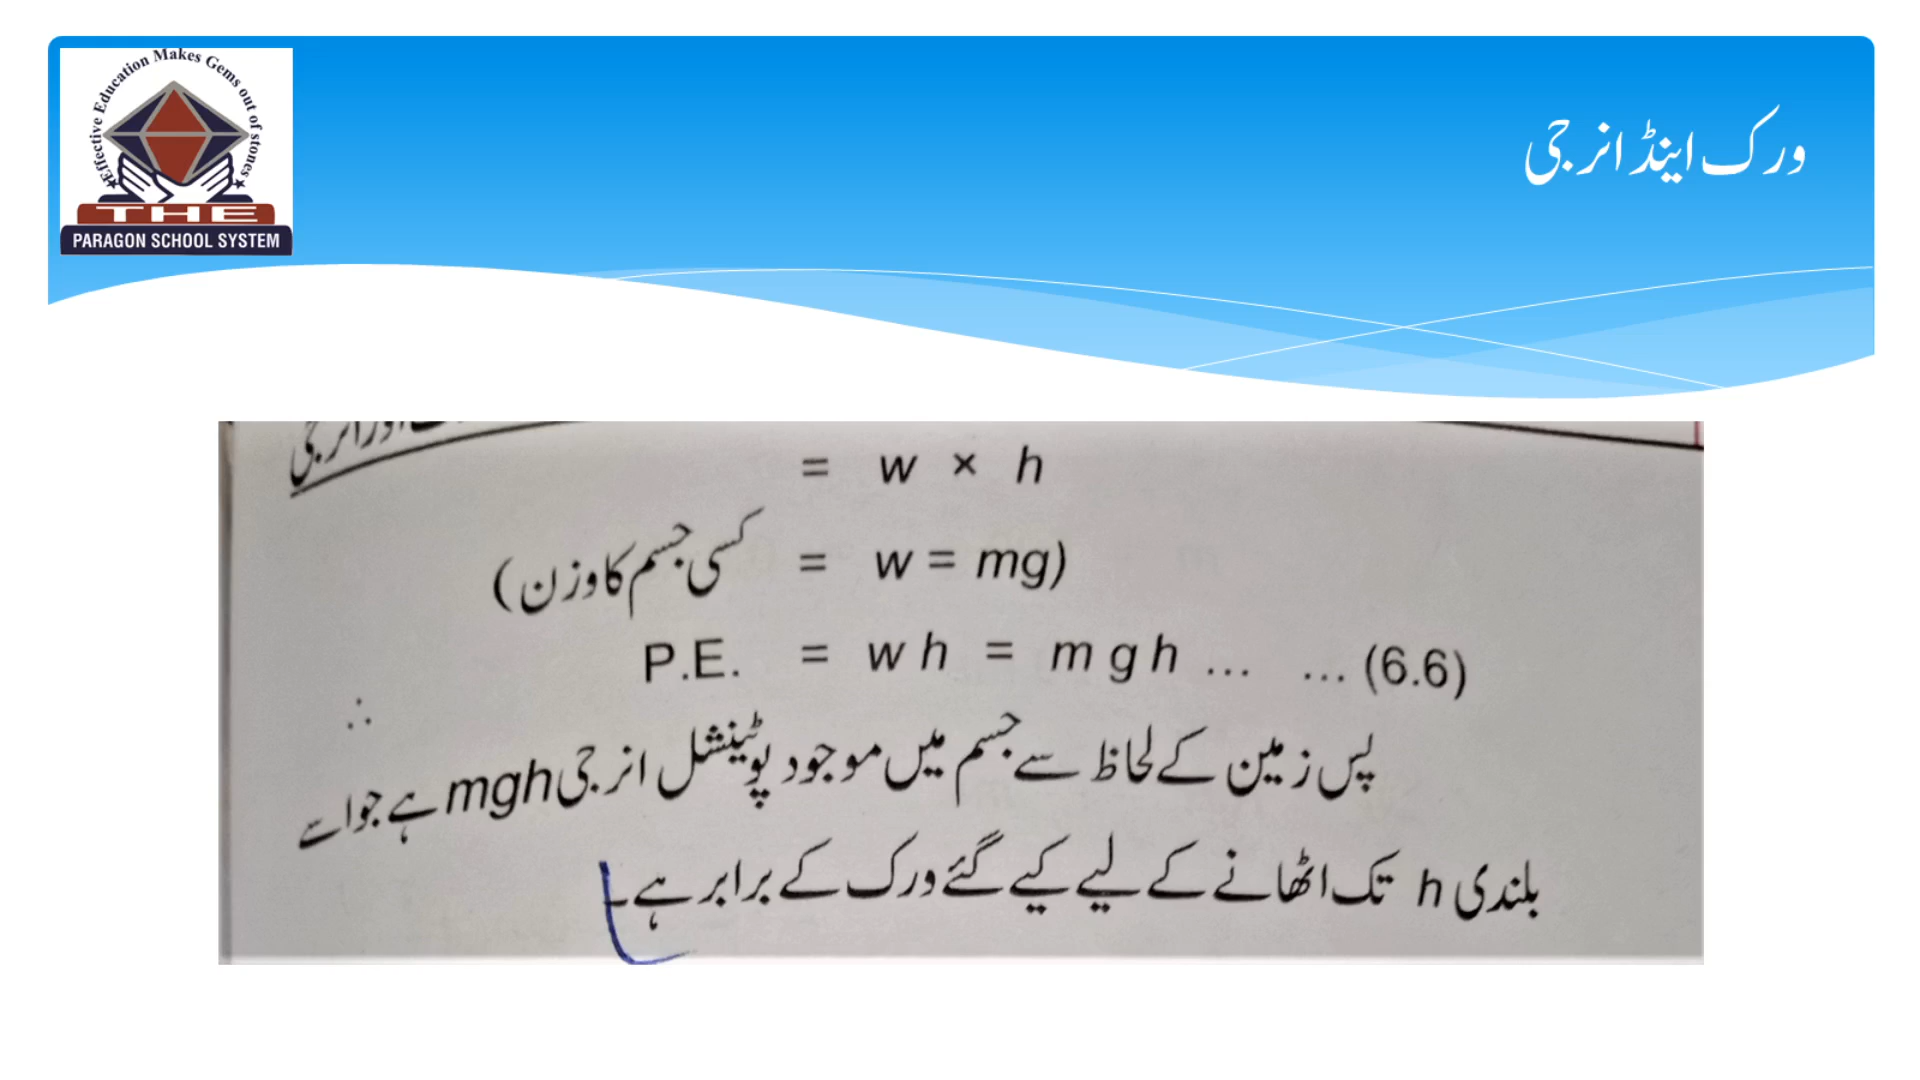 Effective Education Makes Gems out of stones
THE
PARAGON SCHOOL SYSTEM
ورک اینڈ انرجی
اور انرجی
= w × h
(کسی جسم کا وزن = w = mg)
∴ P.E. = w h = m g h ... ... (6.6)
پس زمین کے لحاظ سے جسم میں موجود پوٹینشل انرجی mgh ہے جو اسے
بلندی h تک اٹھانے کے لیے کیے گئے ورک کے برابر ہے۔